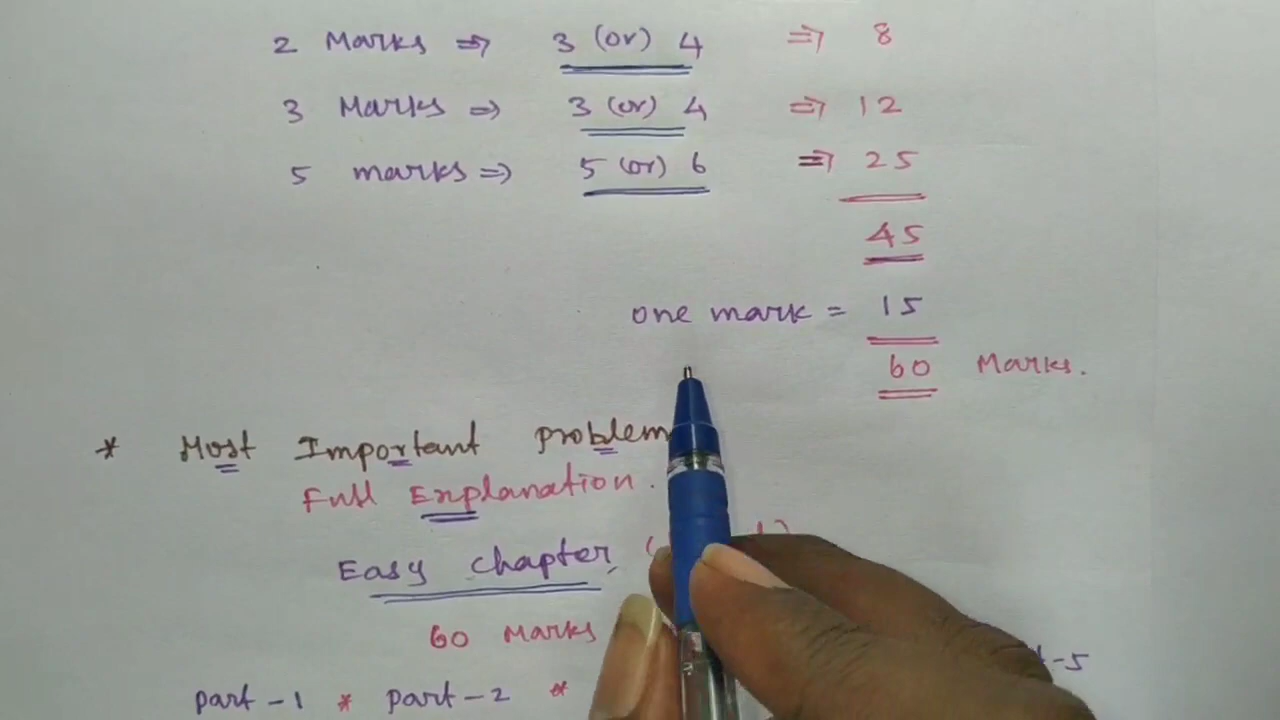 2 Marks ⇒ 3 (or) 4 ⇒ 8
3 Marks ⇒ 3 (or) 4 ⇒ 12
5 marks ⇒ 5 (or) 6 ⇒ 25
45
one mark = 15
60 Marks.
* Most Important problem
Full Explanation.
Easy chapter
60 Marks
part-1 * part-2 * t-5